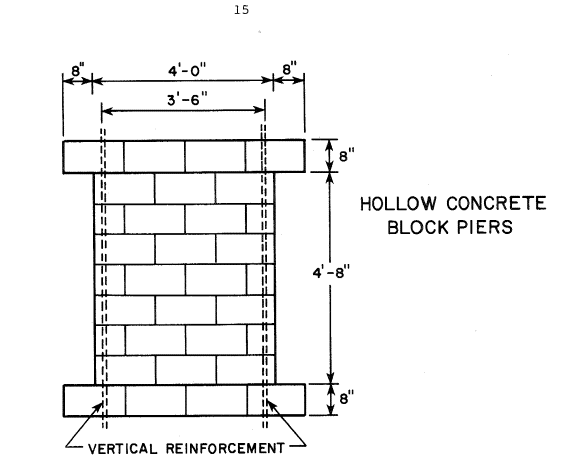 15
8" 4'-0" 8"
3'-6"
8"
HOLLOW CONCRETE
BLOCK PIERS
4'-8"
8"
VERTICAL REINFORCEMENT